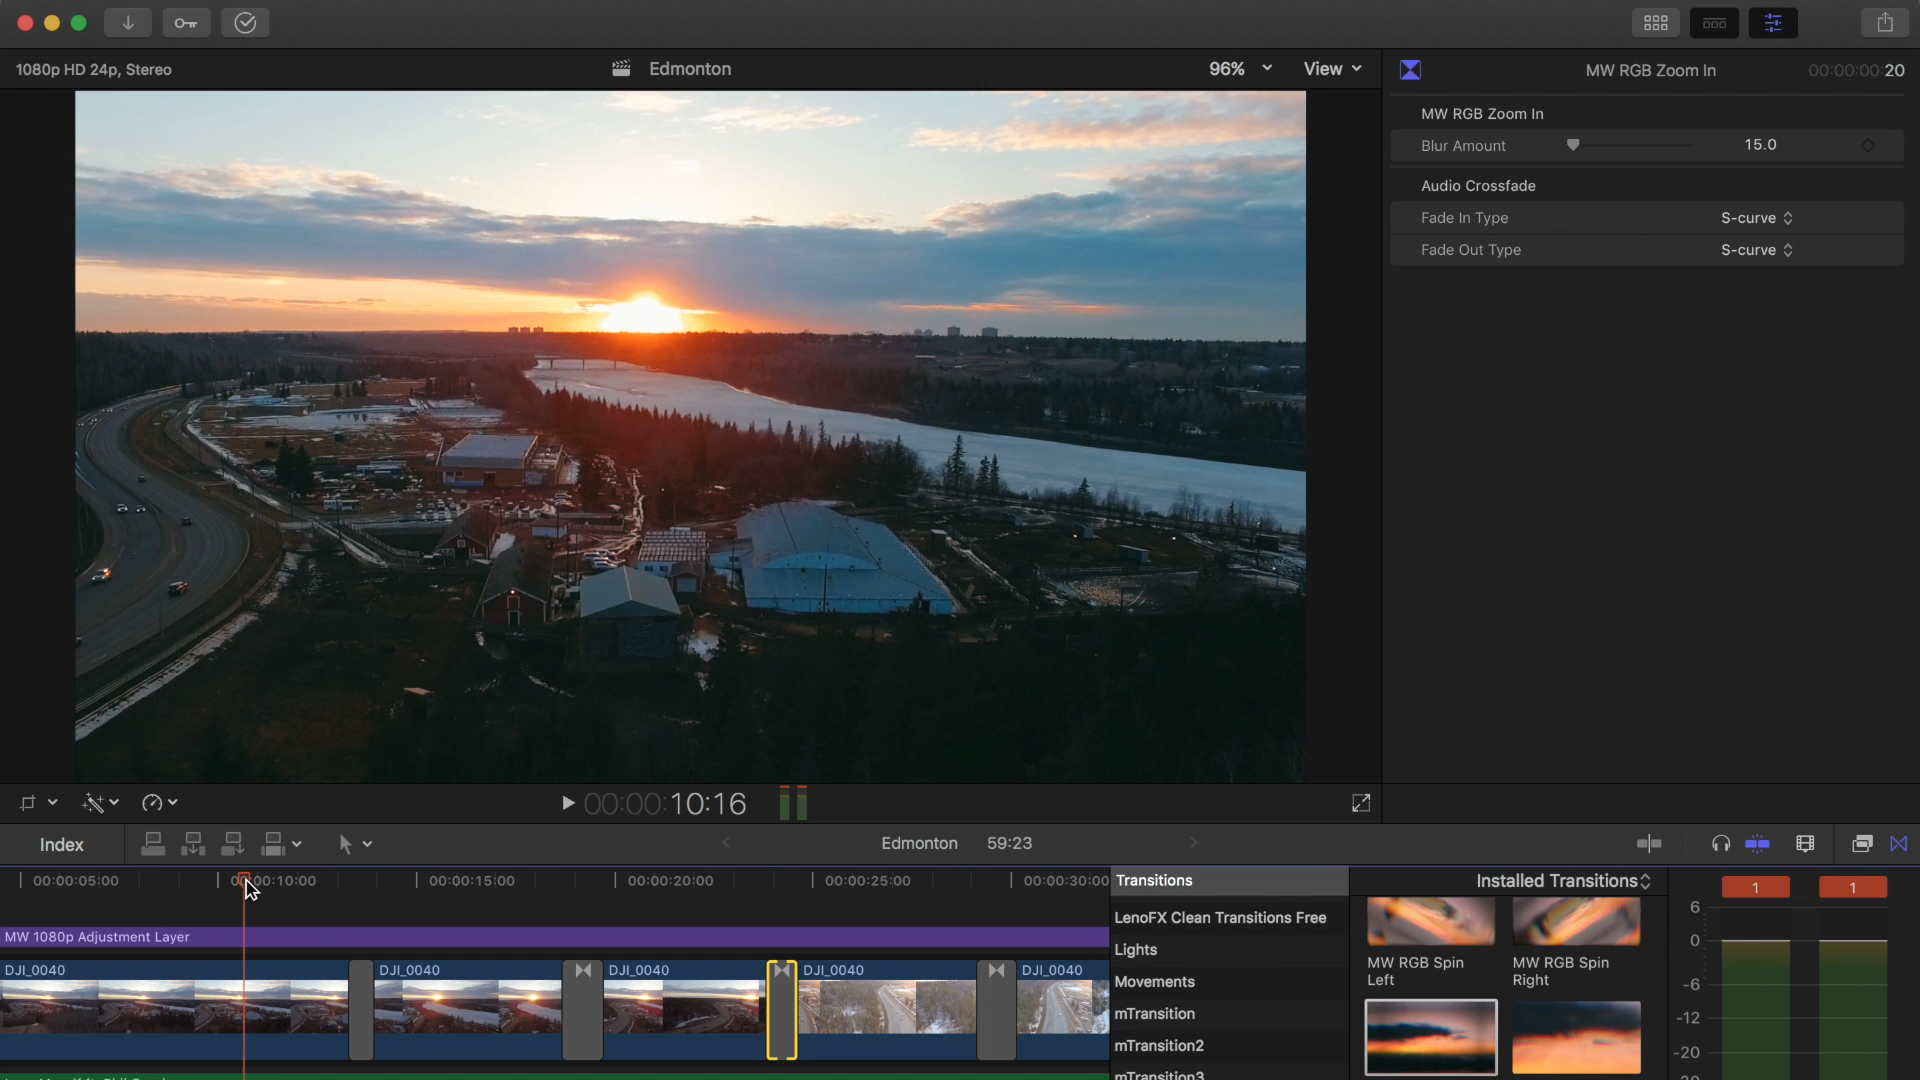 1080p HD 24p, Stereo
Edmonton
96%
View
MW RGB Zoom In
00:00:00:20
MW RGB Zoom In
Blur Amount
15.0
Audio Crossfade
Fade In Type
S-curve
Fade Out Type
S-curve
00:00:10:16
Index
Edmonton
59:23
00:00:05:00
00:00:10:00
00:00:15:00
00:00:20:00
00:00:25:00
00:00:30:00
MW 1080p Adjustment Layer
DJI_0040
DJI_0040
DJI_0040
DJI_0040
DJI_0040
Transitions
LenoFX Clean Transitions Free
Lights
Movements
mTransition
mTransition2
mTransition3
Installed Transitions
MW RGB Spin
Left
MW RGB Spin
Right
1
1
6
0
-6
-12
-20